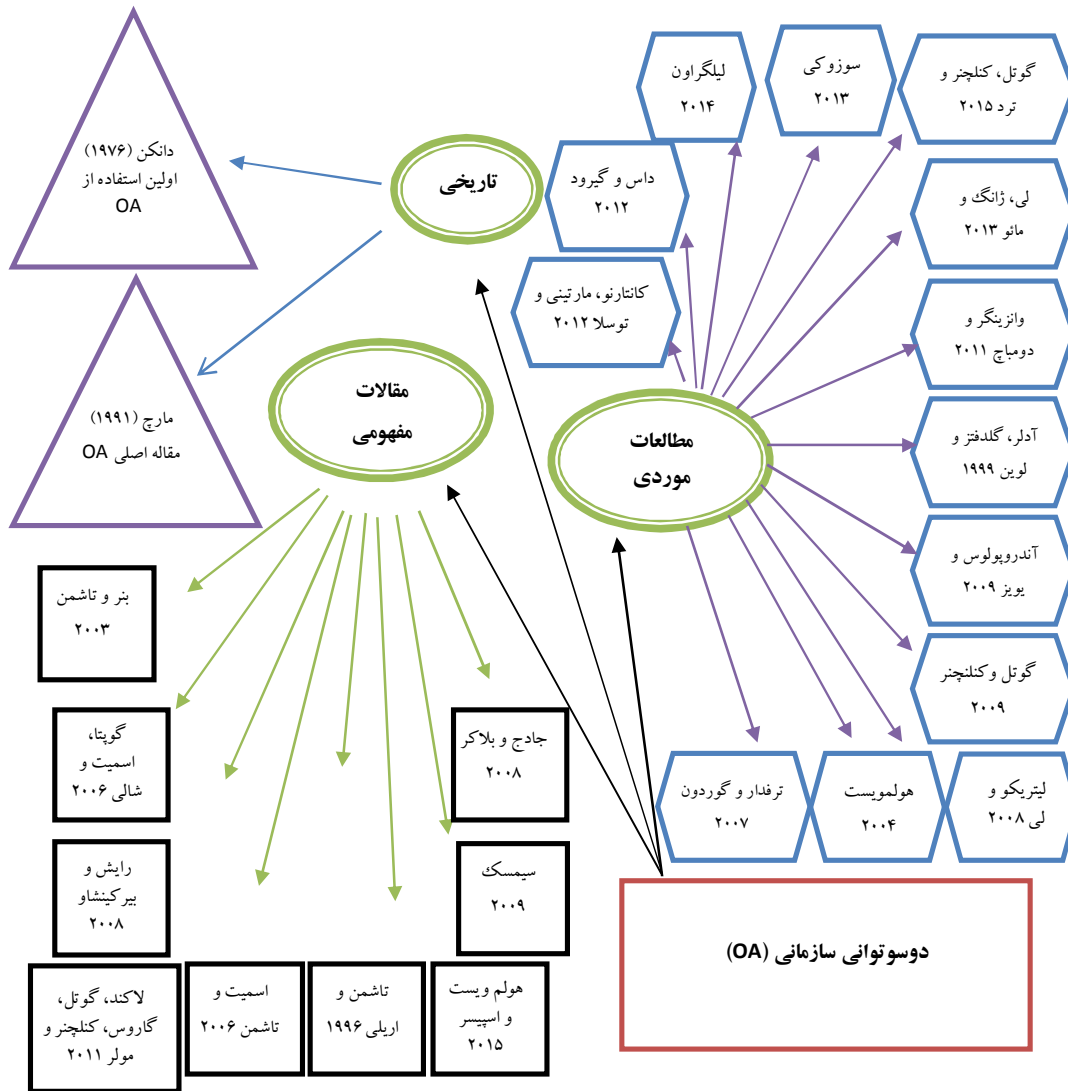 دانکن (۱۹۷۶)
اولین استفاده از
OA
مارچ (۱۹۹۱)
مقاله اصلی OA
تاریخی
مقالات
مفهومی
مطالعات
موردی
لیلگراون
۲۰۱۴
سوزوکی
۲۰۱۳
گوتل، کنلچنر و
ترد ۲۰۱۵
داس و گیرود
۲۰۱۲
کانتارنو، مارتینی و
توسلا ۲۰۱۲
لی، ژانگ و
مائو ۲۰۱۳
وانزینگر و
دومباچ ۲۰۱۱
آدلر، گلدفتز و
لوین ۱۹۹۹
آندروپولوس و
یویز ۲۰۰۹
گوتل وکنلنچنر
۲۰۰۹
لیتریکو و
لی ۲۰۰۸
هولمویست
۲۰۰۴
ترفدار و گوردون
۲۰۰۷
بنر و تاشمن
۲۰۰۳
گوپتا،
اسمیت و
شالی ۲۰۰۶
رایش و
بیرکینشاو
۲۰۰۸
لاکند، گوتل،
گاروس، کنلچنر و
مولر ۲۰۱۱
اسمیت و
تاشمن ۲۰۰۶
تاشمن و
اریلی ۱۹۹۶
هولم ویست
و اسپیسر
۲۰۱۵
سیمسک
۲۰۰۹
جادج و بلاکر
۲۰۰۸
دوسوتوانی سازمانی (OA)